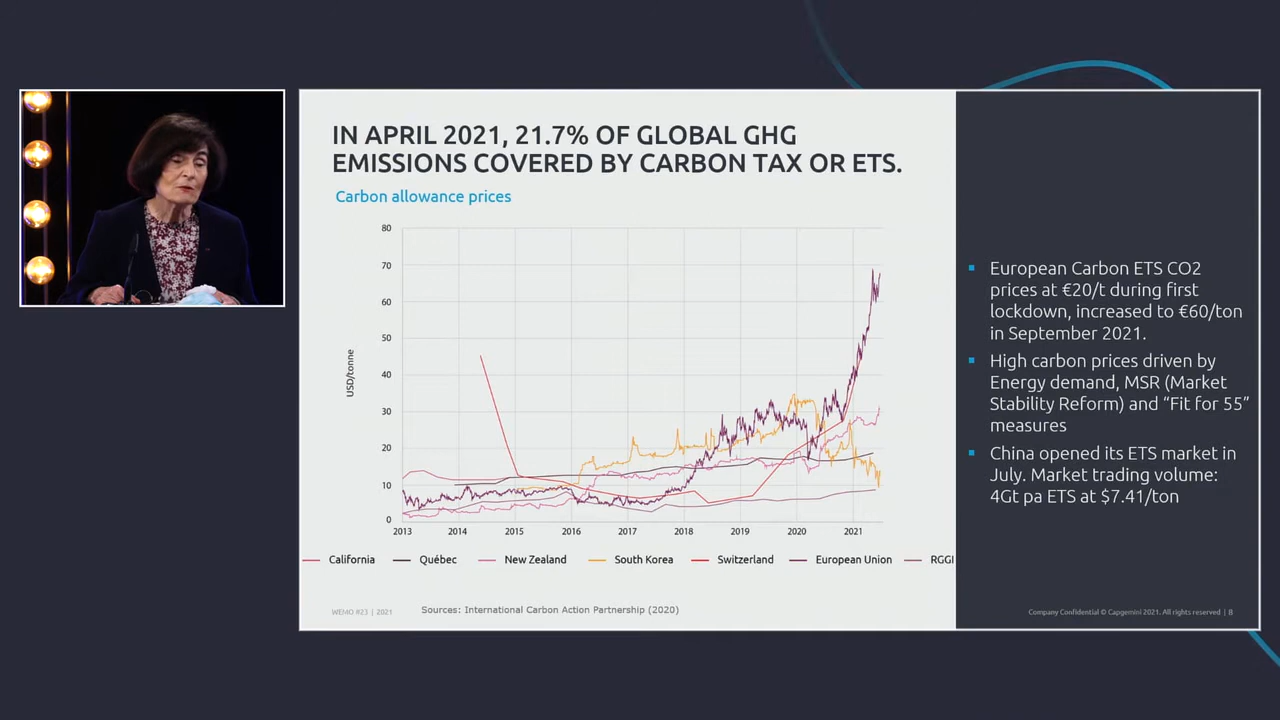 IN APRIL 2021, 21.7% OF GLOBAL GHG
EMISSIONS COVERED BY CARBON TAX OR ETS.
Carbon allowance prices
80
70
60
50
40
30
20
10
0
USD/tonne
2013 2014 2015 2016 2017 2018 2019 2020 2021
California Québec New Zealand South Korea Switzerland European Union RGGI
WEMO #23 | 2021
Sources: International Carbon Action Partnership (2020)
European Carbon ETS CO2
prices at €20/t during first
lockdown, increased to €60/ton
in September 2021.
High carbon prices driven by
Energy demand, MSR (Market
Stability Reform) and “Fit for 55”
measures
China opened its ETS market in
July. Market trading volume:
4Gt pa ETS at $7.41/ton
Company Confidential © Capgemini 2021. All rights reserved | 8